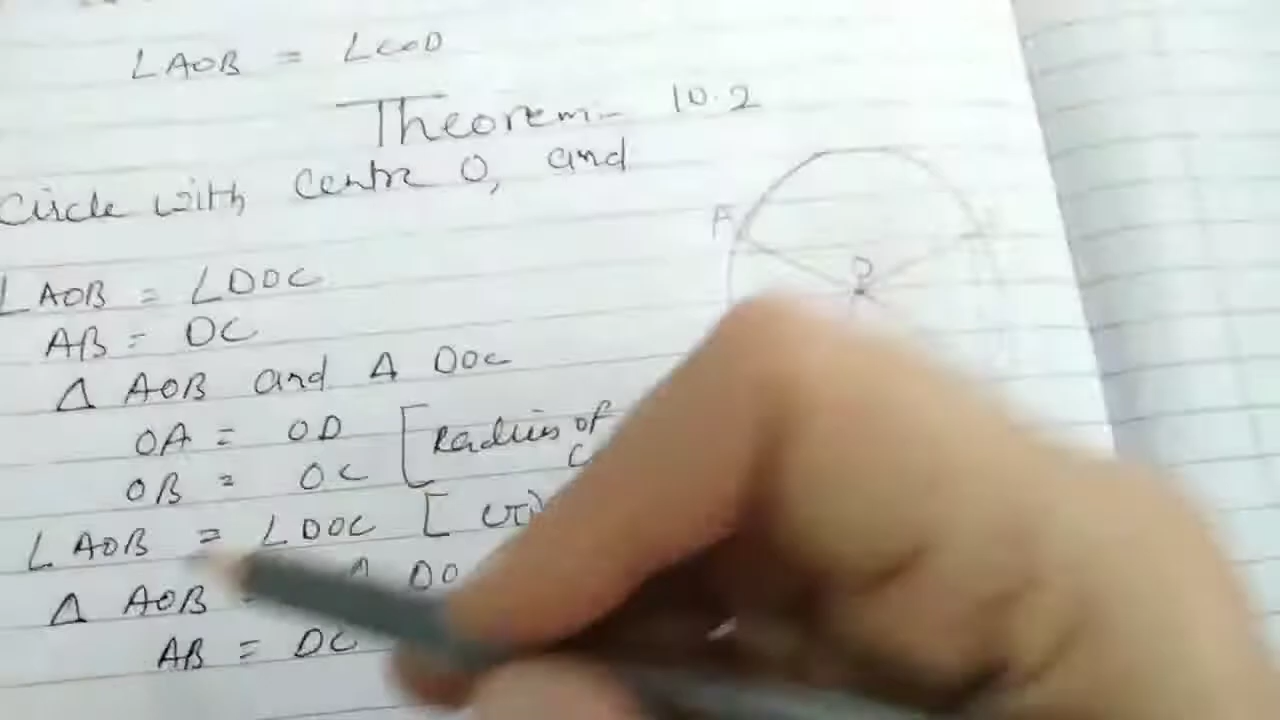 ∠AOB = ∠COD
Theorem- 10.2
Circle with Centre O, and
∠AOB = ∠DOC
AB = DC
Δ AOB and Δ DOC
OA = OD [Radius of
OB = OC
∠AOB = ∠DOC [
Δ AOB Δ DO
AB = DC
A
O